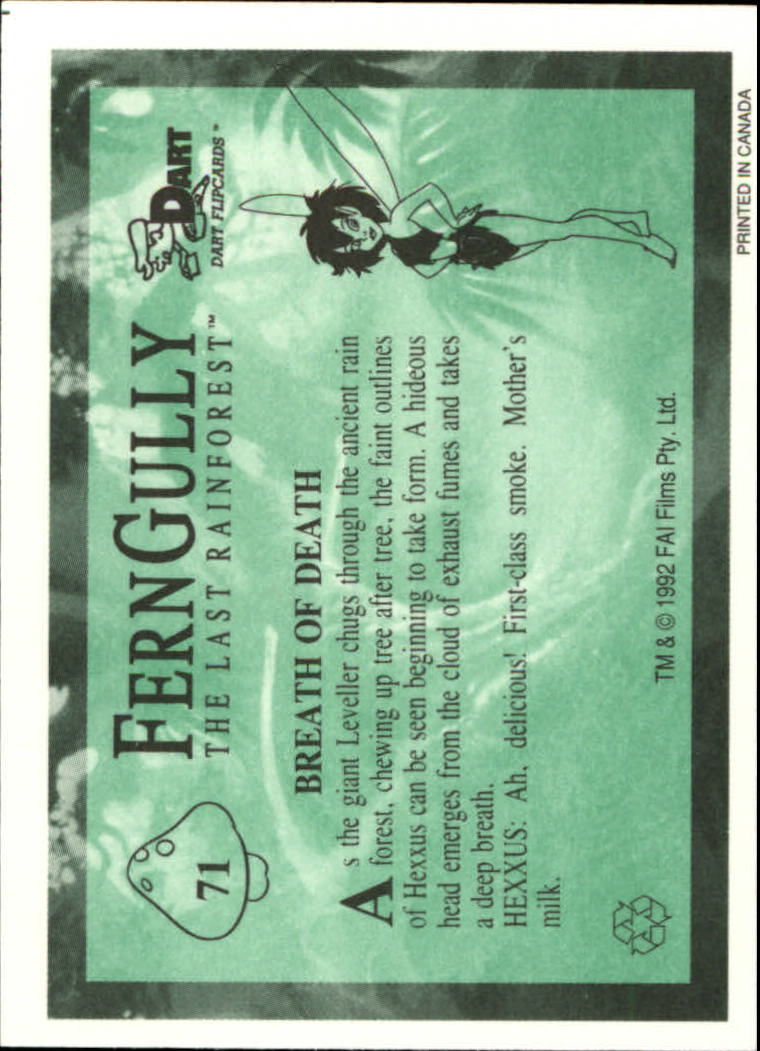 71
FERNGULLY
THE LAST RAINFOREST™
DART
DART FLIPCARDS™
BREATH OF DEATH
As the giant Leveller chugs through the ancient rain
forest, chewing up tree after tree, the faint outlines
of Hexxus can be seen beginning to take form. A hideous
head emerges from the cloud of exhaust fumes and takes
a deep breath.
HEXXUS: Ah, delicious! First-class smoke. Mother's
milk.
TM & © 1992 FAI Films Pty. Ltd.
PRINTED IN CANADA